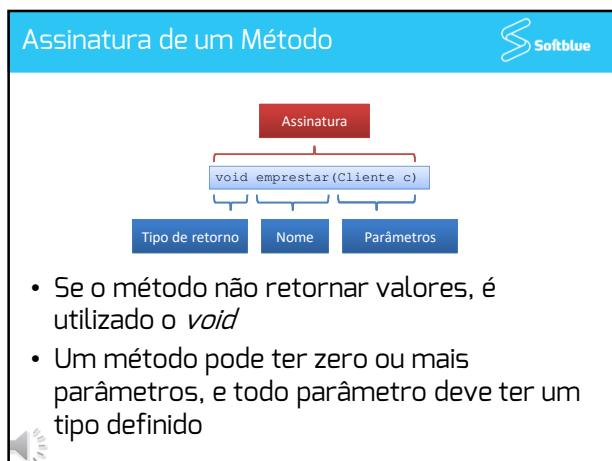 Assinatura de um Método
Softblue
Assinatura
void emprestar(Cliente c)
Tipo de retorno
Nome
Parâmetros
• Se o método não retornar valores, é
utilizado o void
• Um método pode ter zero ou mais
parâmetros, e todo parâmetro deve ter um
tipo definido